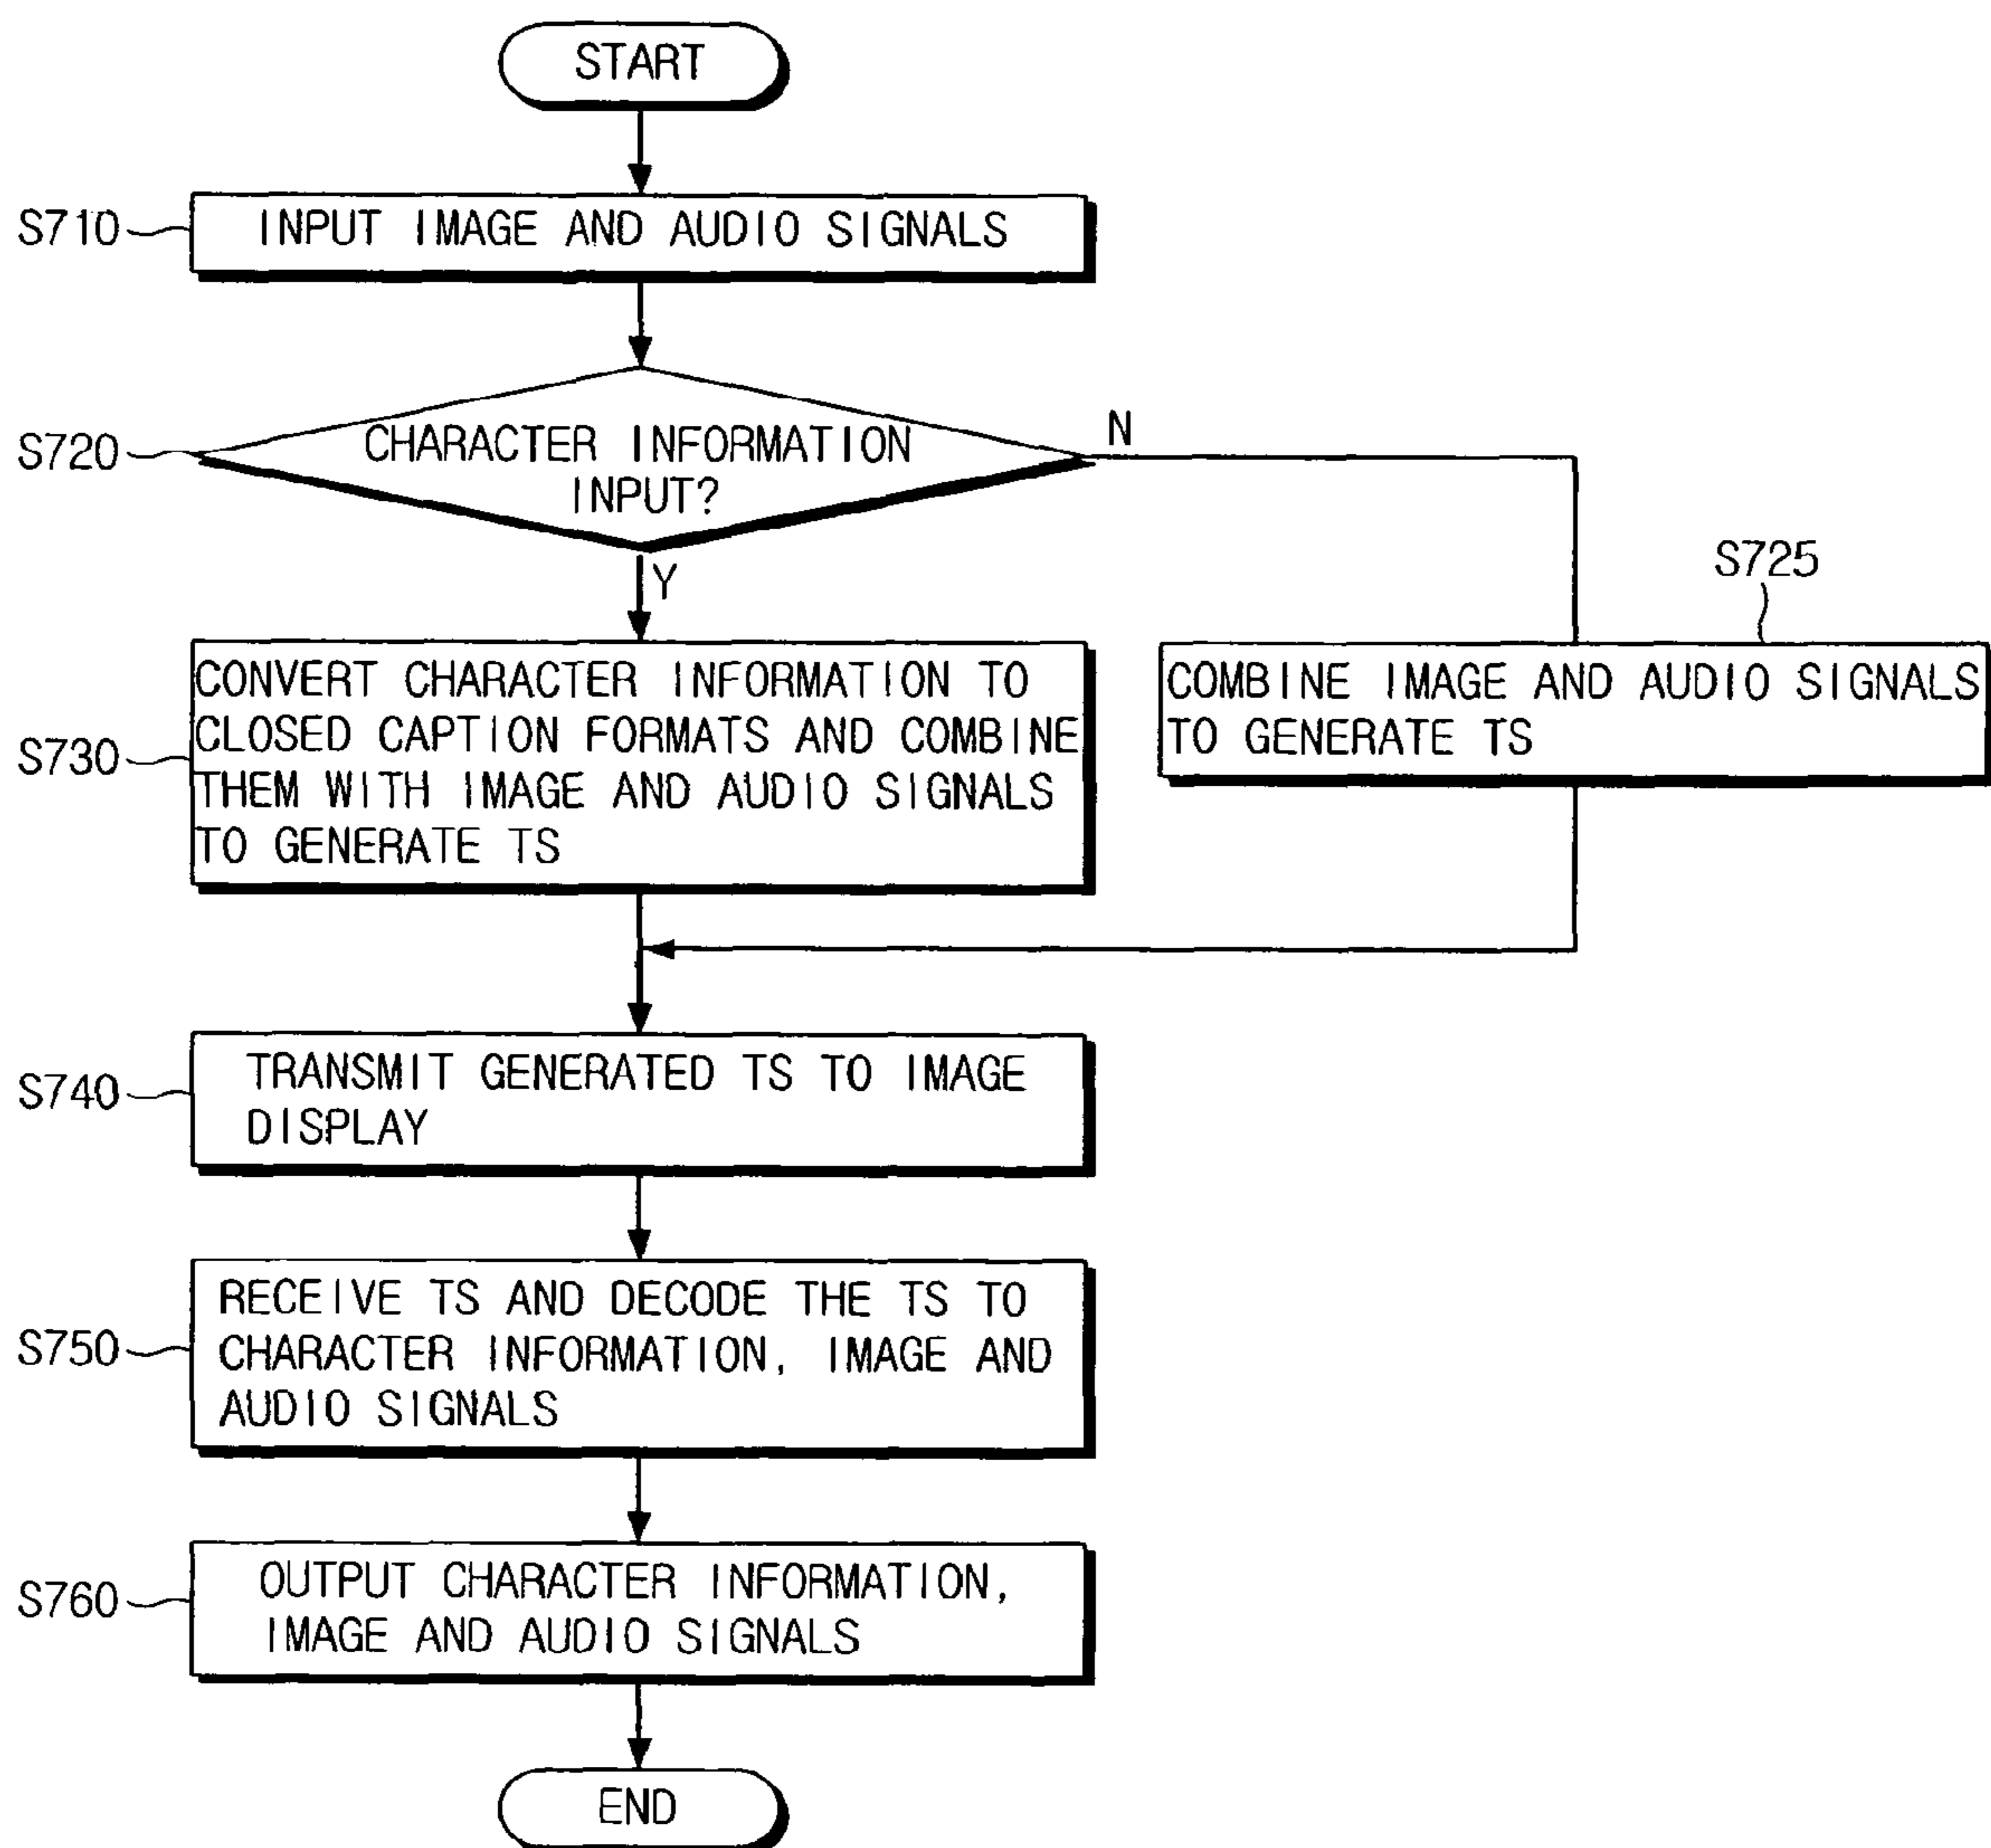 START
S710
INPUT IMAGE AND AUDIO SIGNALS
S720
CHARACTER INFORMATION
INPUT?
N
Y
S725
COMBINE IMAGE AND AUDIO SIGNALS
TO GENERATE TS
S730
CONVERT CHARACTER INFORMATION TO
CLOSED CAPTION FORMATS AND COMBINE
THEM WITH IMAGE AND AUDIO SIGNALS
TO GENERATE TS
S740
TRANSMIT GENERATED TS TO IMAGE
DISPLAY
S750
RECEIVE TS AND DECODE THE TS TO
CHARACTER INFORMATION, IMAGE AND
AUDIO SIGNALS
S760
OUTPUT CHARACTER INFORMATION,
IMAGE AND AUDIO SIGNALS
END